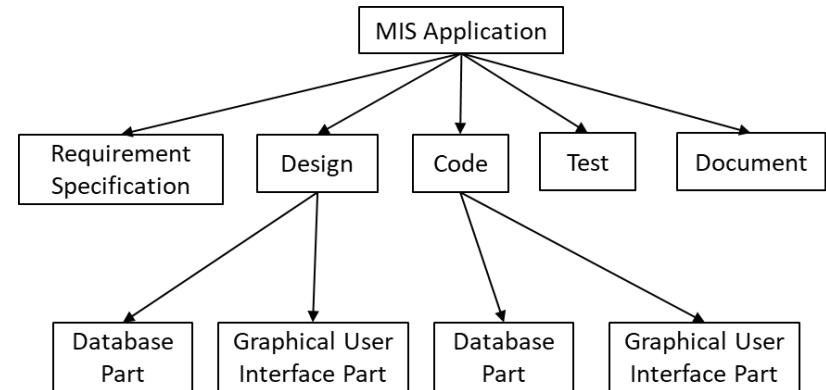 MIS Application
Requirement
Specification
Design
Code
Test
Document
Database
Part
Graphical User
Interface Part
Database
Part
Graphical User
Interface Part